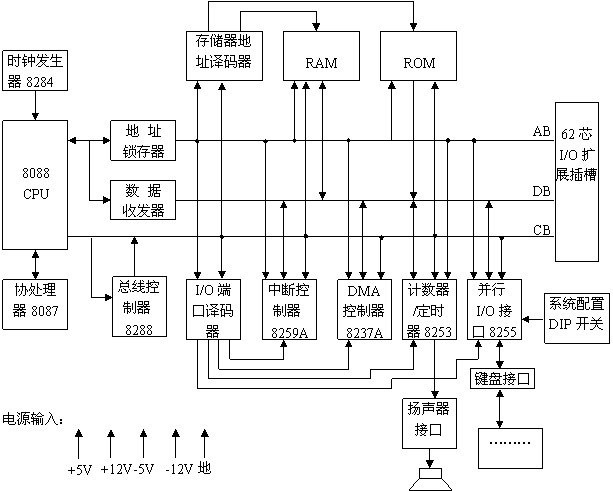 时钟发生
器 8284
存储器地
址译码器
RAM
ROM
8088
CPU
地 址
锁存器
数 据
收发器
AB
DB
CB
62 芯
I/O 扩
展插槽
协处理
器 8087
总线控
制器
8288
I/O 端
口译码
器
中断控
制器
8259A
DMA
控制器
8237A
计数器
/定时
器 8253
并行
I/O 接
口 8255
系统配置
DIP 开关
键盘接口
扬声器
接口
………
电源输入：
+5V
+12V
-5V
-12V
地